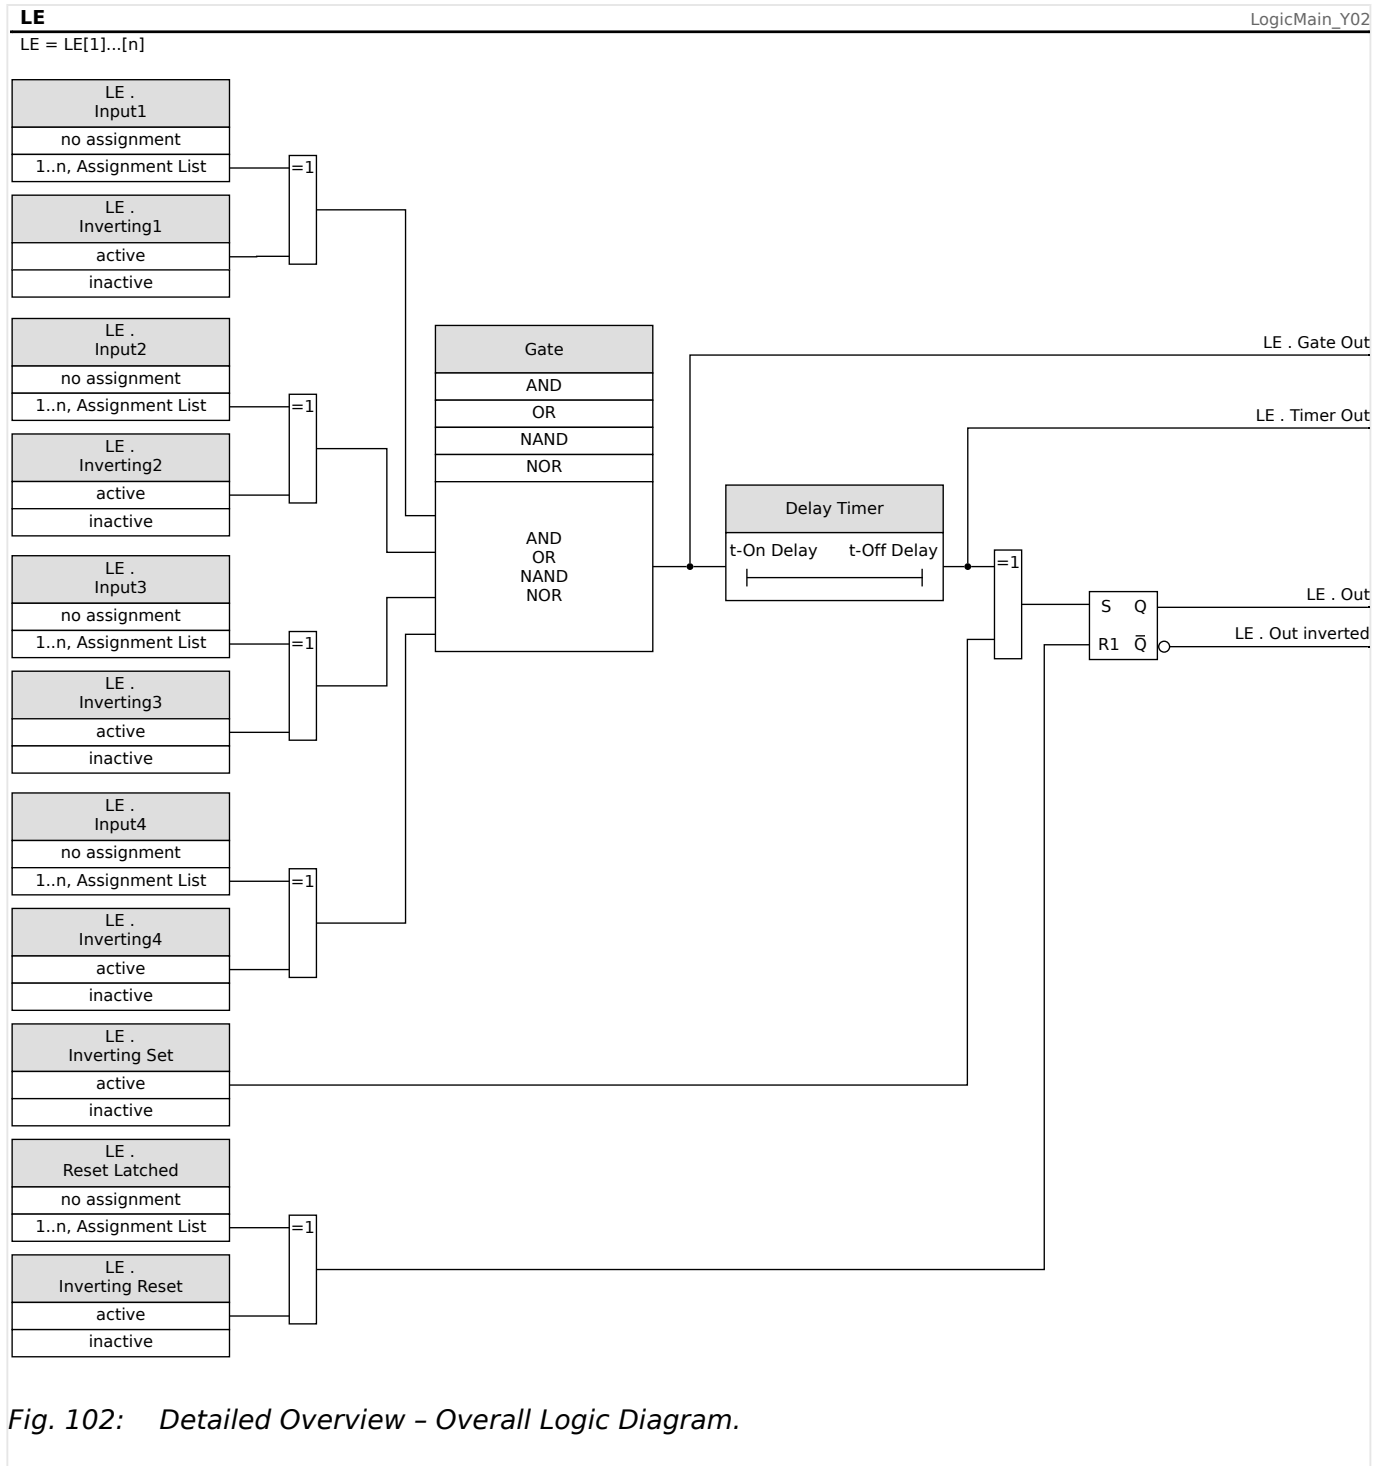 LE
LogicMain_Y02
LE = LE[1]...[n]
LE .
Input1
no assignment
1..n, Assignment List
=1
LE .
Inverting1
active
inactive
LE .
Input2
no assignment
1..n, Assignment List
=1
LE .
Inverting2
active
inactive
LE .
Input3
no assignment
1..n, Assignment List
=1
LE .
Inverting3
active
inactive
LE .
Input4
no assignment
1..n, Assignment List
=1
LE .
Inverting4
active
inactive
LE .
Inverting Set
active
inactive
LE .
Reset Latched
no assignment
1..n, Assignment List
=1
LE .
Inverting Reset
active
inactive
Gate
AND
OR
NAND
NOR
AND
OR
NAND
NOR
Delay Timer
t-On Delay t-Off Delay
=1
S Q
R1 Q̅
LE . Gate Out
LE . Timer Out
LE . Out
LE . Out inverted
Fig. 102: Detailed Overview – Overall Logic Diagram.